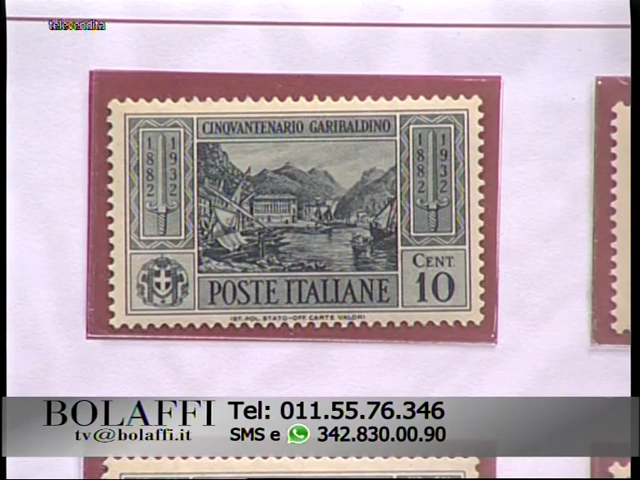 televendita
CINQVANTENARIO GARIBALDINO
1882 1932
1882 1932
CENT
10
POSTE ITALIANE
IST. POL. STATO-OFF. CARTE VALORI
BOLAFFI
tv@bolaffi.it
Tel: 011.55.76.346
SMS e 342.830.00.90